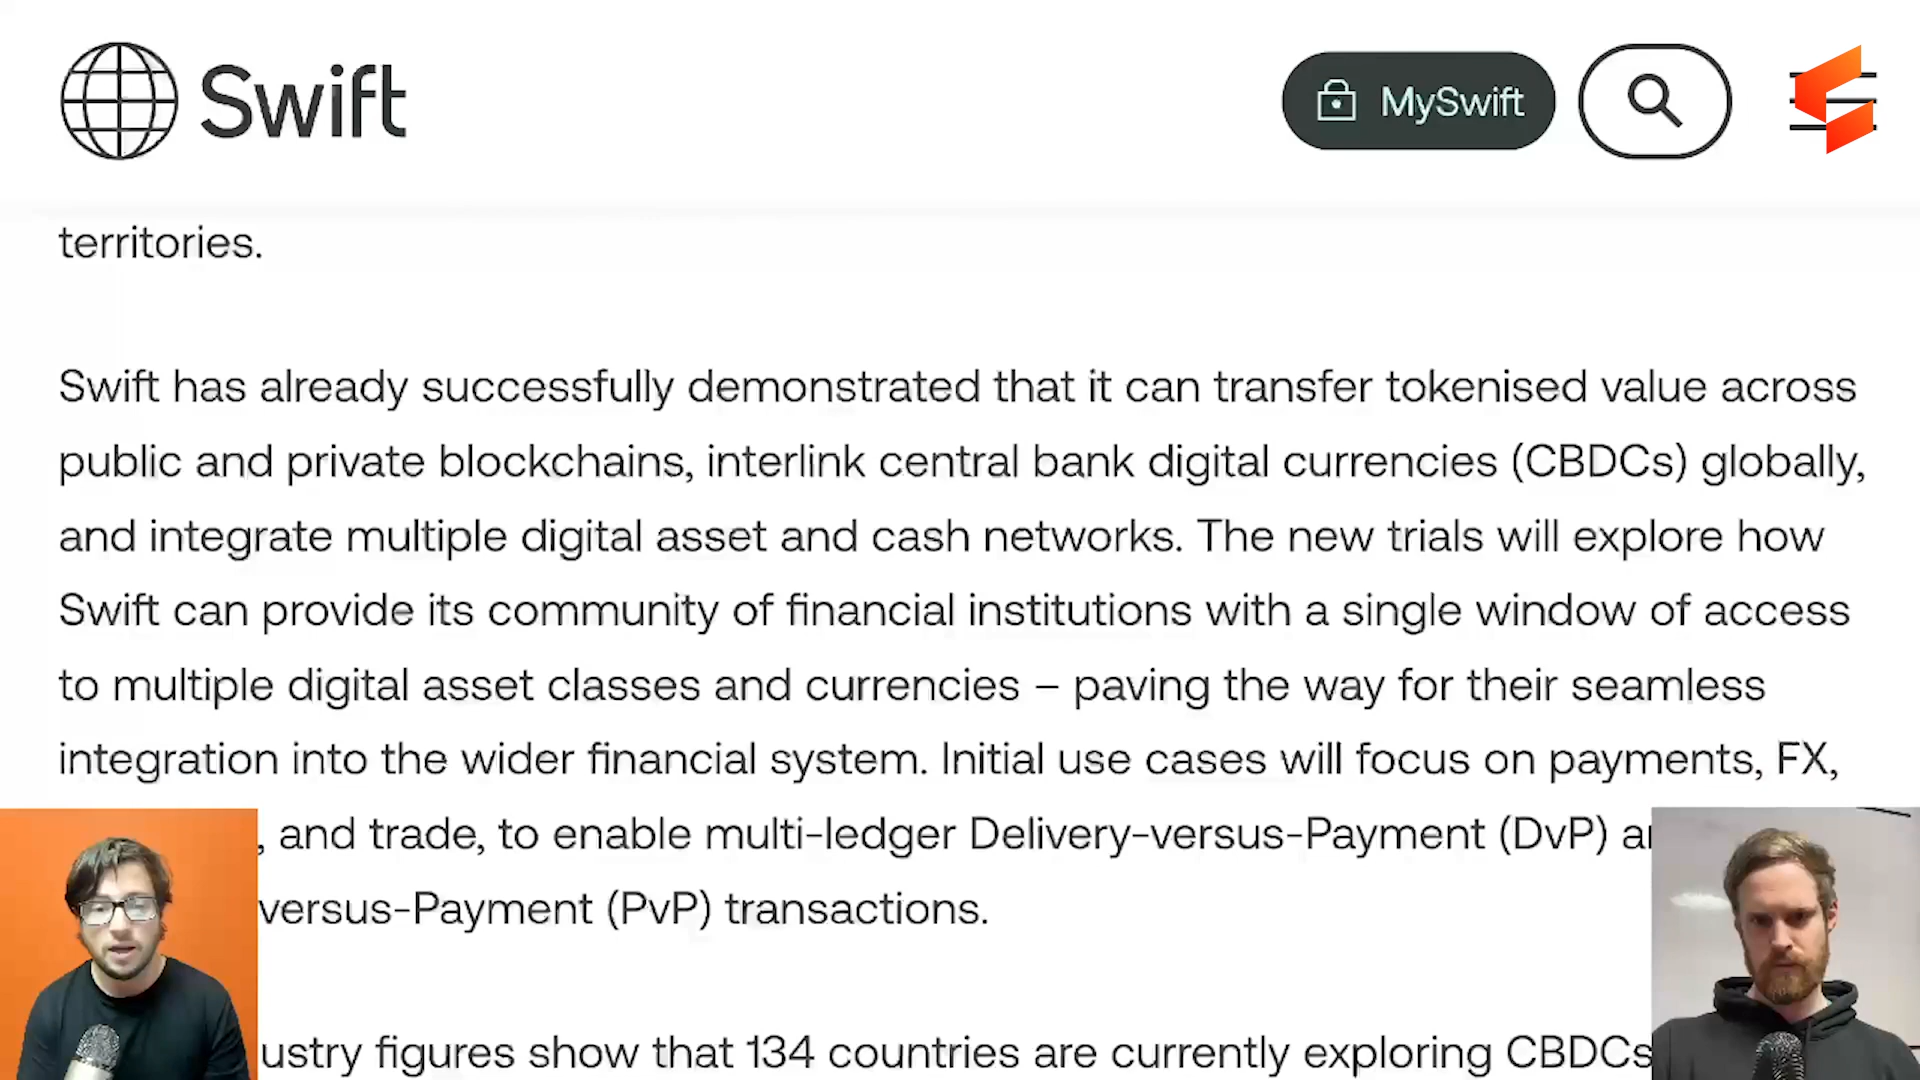 Swift
MySwift
territories.
Swift has already successfully demonstrated that it can transfer tokenised value across
public and private blockchains, interlink central bank digital currencies (CBDCs) globally,
and integrate multiple digital asset and cash networks. The new trials will explore how
Swift can provide its community of financial institutions with a single window of access
to multiple digital asset classes and currencies – paving the way for their seamless
integration into the wider financial system. Initial use cases will focus on payments, FX,
, and trade, to enable multi-ledger Delivery-versus-Payment (DvP)
versus-Payment (PvP) transactions.
figures show that 134 countries are currently exploring CBDCs